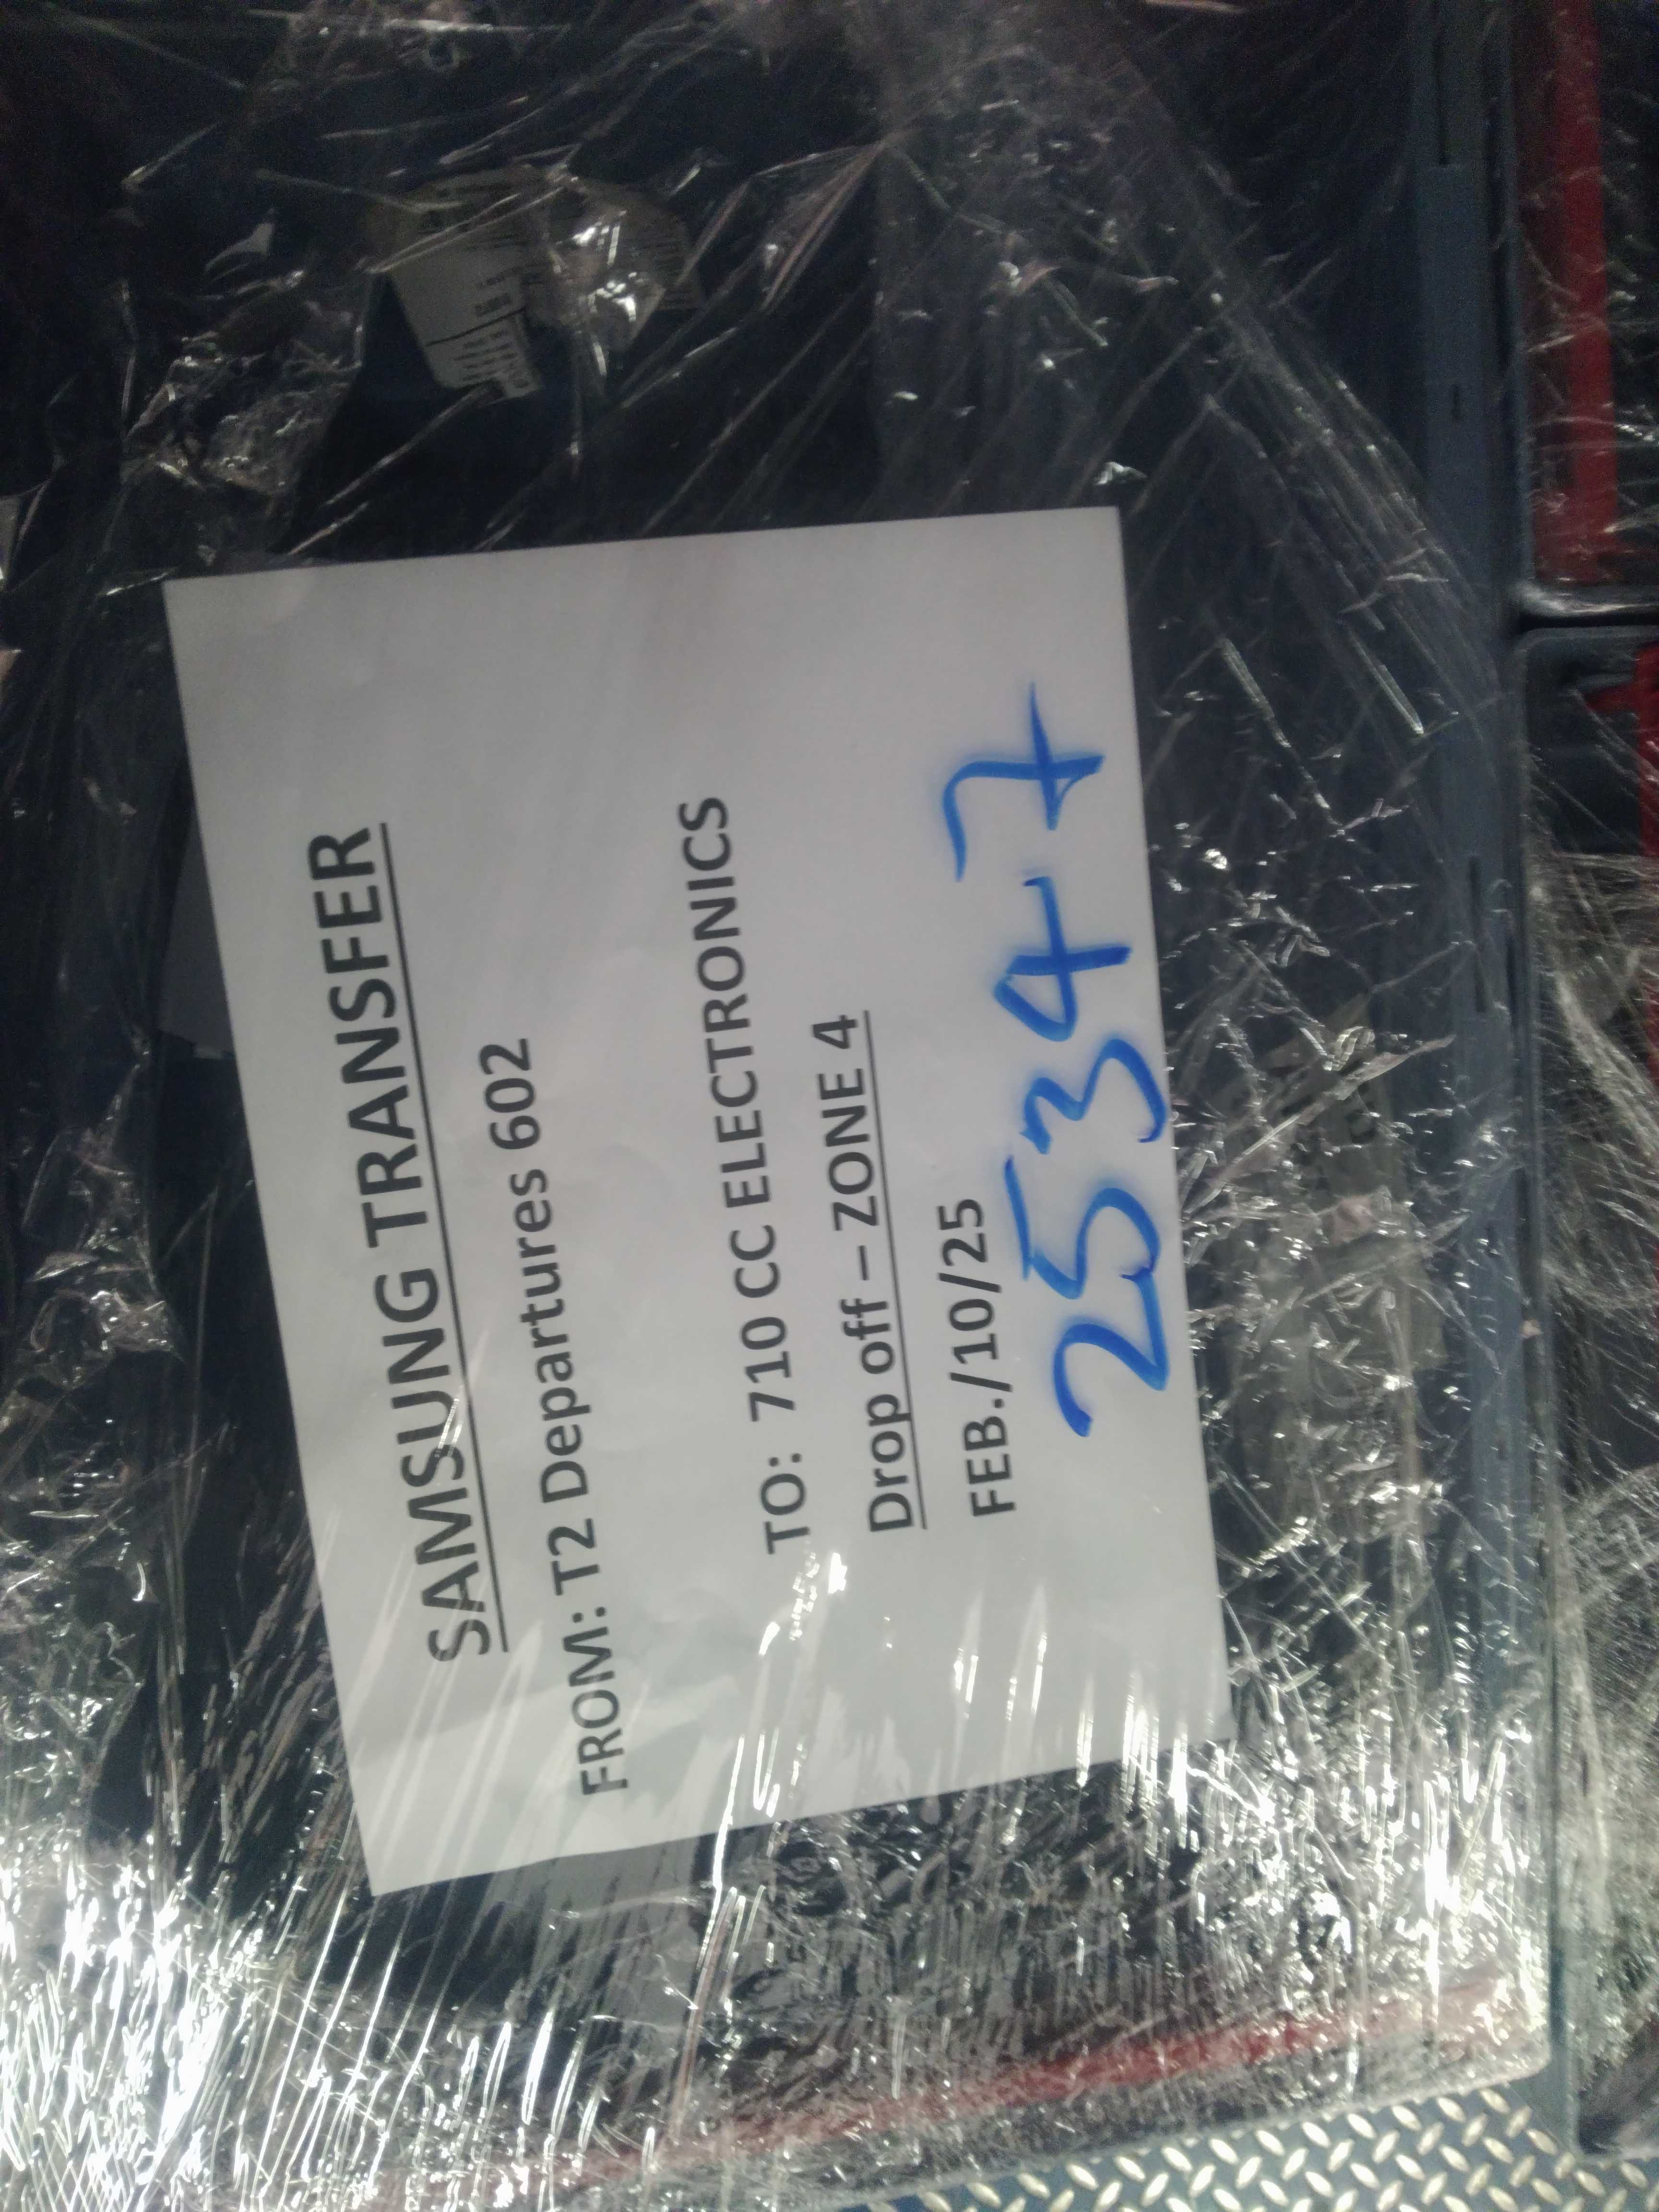 SAMSUNG TRANSFER
FROM: T2 Departures 602
TO: 710 CC ELECTRONICS
Drop off – ZONE 4
FEB./10/25
25347